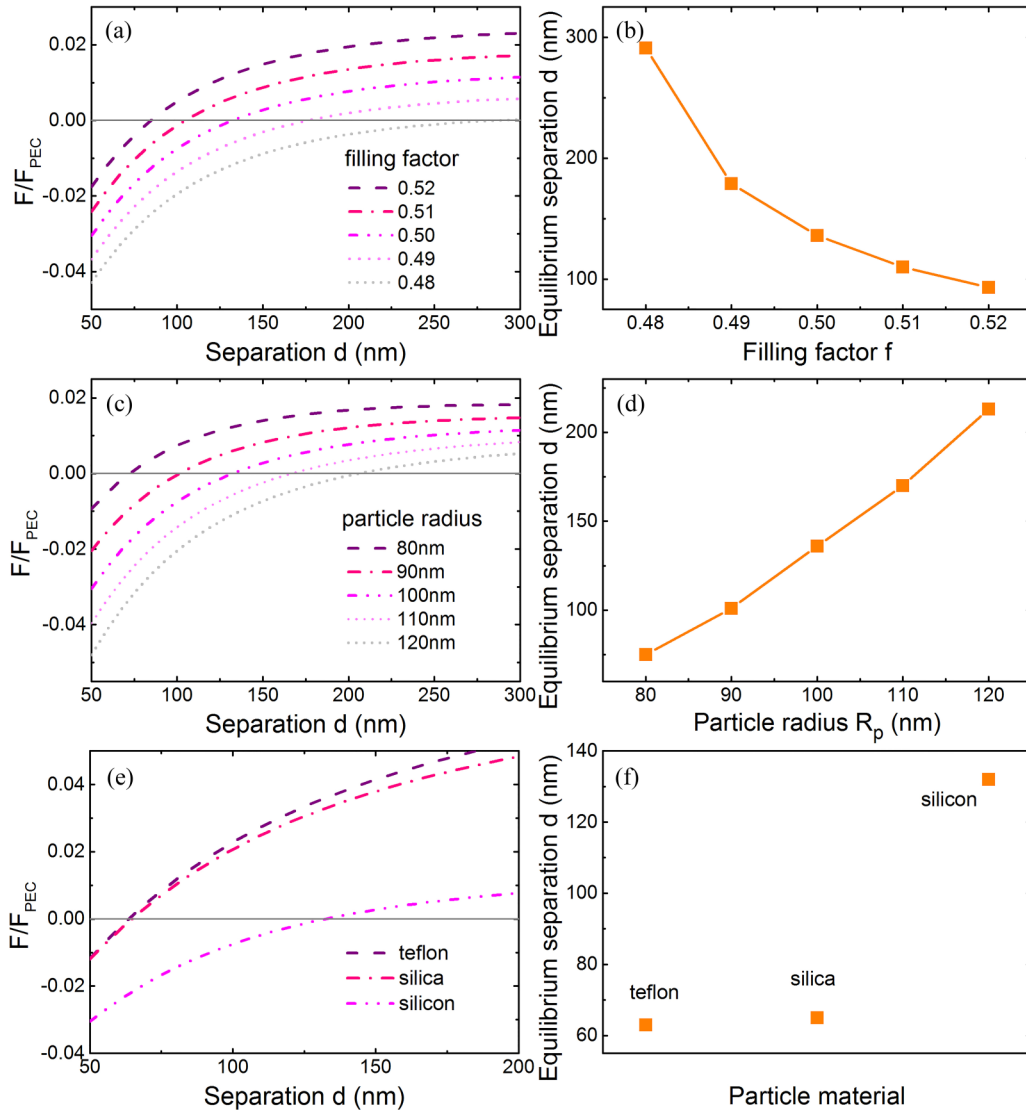 (a)
0.02
0.00
-0.02
-0.04
F/F_PEC
filling factor
0.52
0.51
0.50
0.49
0.48
50 100 150 200 250 300
Separation d (nm)
(b)
300
200
100
Equilibrium separation d (nm)
0.48 0.49 0.50 0.51 0.52
Filling factor f
(c)
0.02
0.00
-0.02
-0.04
F/F_PEC
particle radius
80nm
90nm
100nm
110nm
120nm
50 100 150 200 250 300
Separation d (nm)
(d)
200
150
100
Equilibrium separation d (nm)
80 90 100 110 120
Particle radius R_p (nm)
(e)
0.04
0.02
0.00
-0.02
-0.04
F/F_PEC
teflon
silica
silicon
50 100 150 200
Separation d (nm)
(f)
140
120
100
80
60
Equilibrium separation d (nm)
silicon
silica
teflon
Particle material